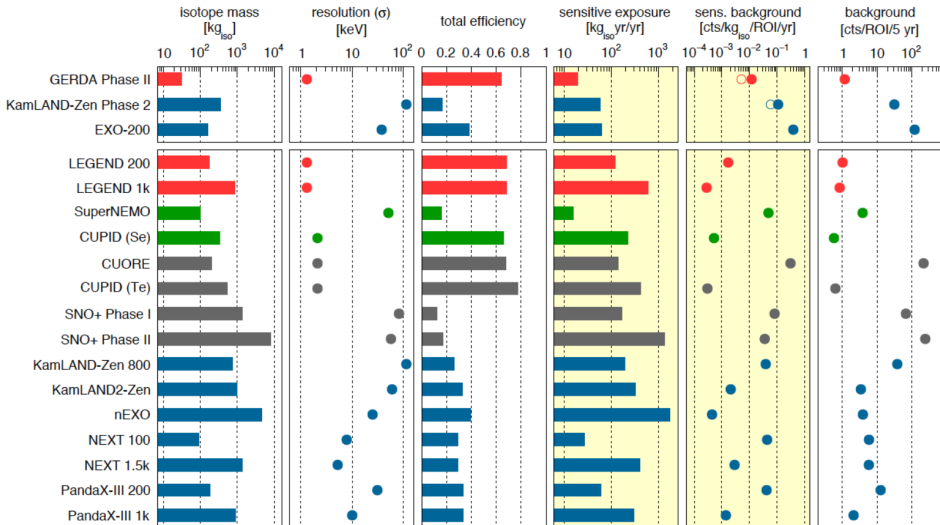 isotope mass resolution (σ) total efficiency sensitive exposure sens. background background
[kg_iso] [keV] [kg_iso yr/yr] [cts/kg_iso/ROI/yr] [cts/ROI/5 yr]
10 10² 10³ 10⁴ 1 10 10² 0 0.2 0.4 0.6 0.8 1 10 10² 10³ 10⁻⁴ 10⁻³ 10⁻² 10⁻¹ 1 1 10 10²
GERDA Phase II
KamLAND-Zen Phase 2
EXO-200
LEGEND 200
LEGEND 1k
SuperNEMO
CUPID (Se)
CUORE
CUPID (Te)
SNO+ Phase I
SNO+ Phase II
KamLAND-Zen 800
KamLAND2-Zen
nEXO
NEXT 100
NEXT 1.5k
PandaX-III 200
PandaX-III 1k